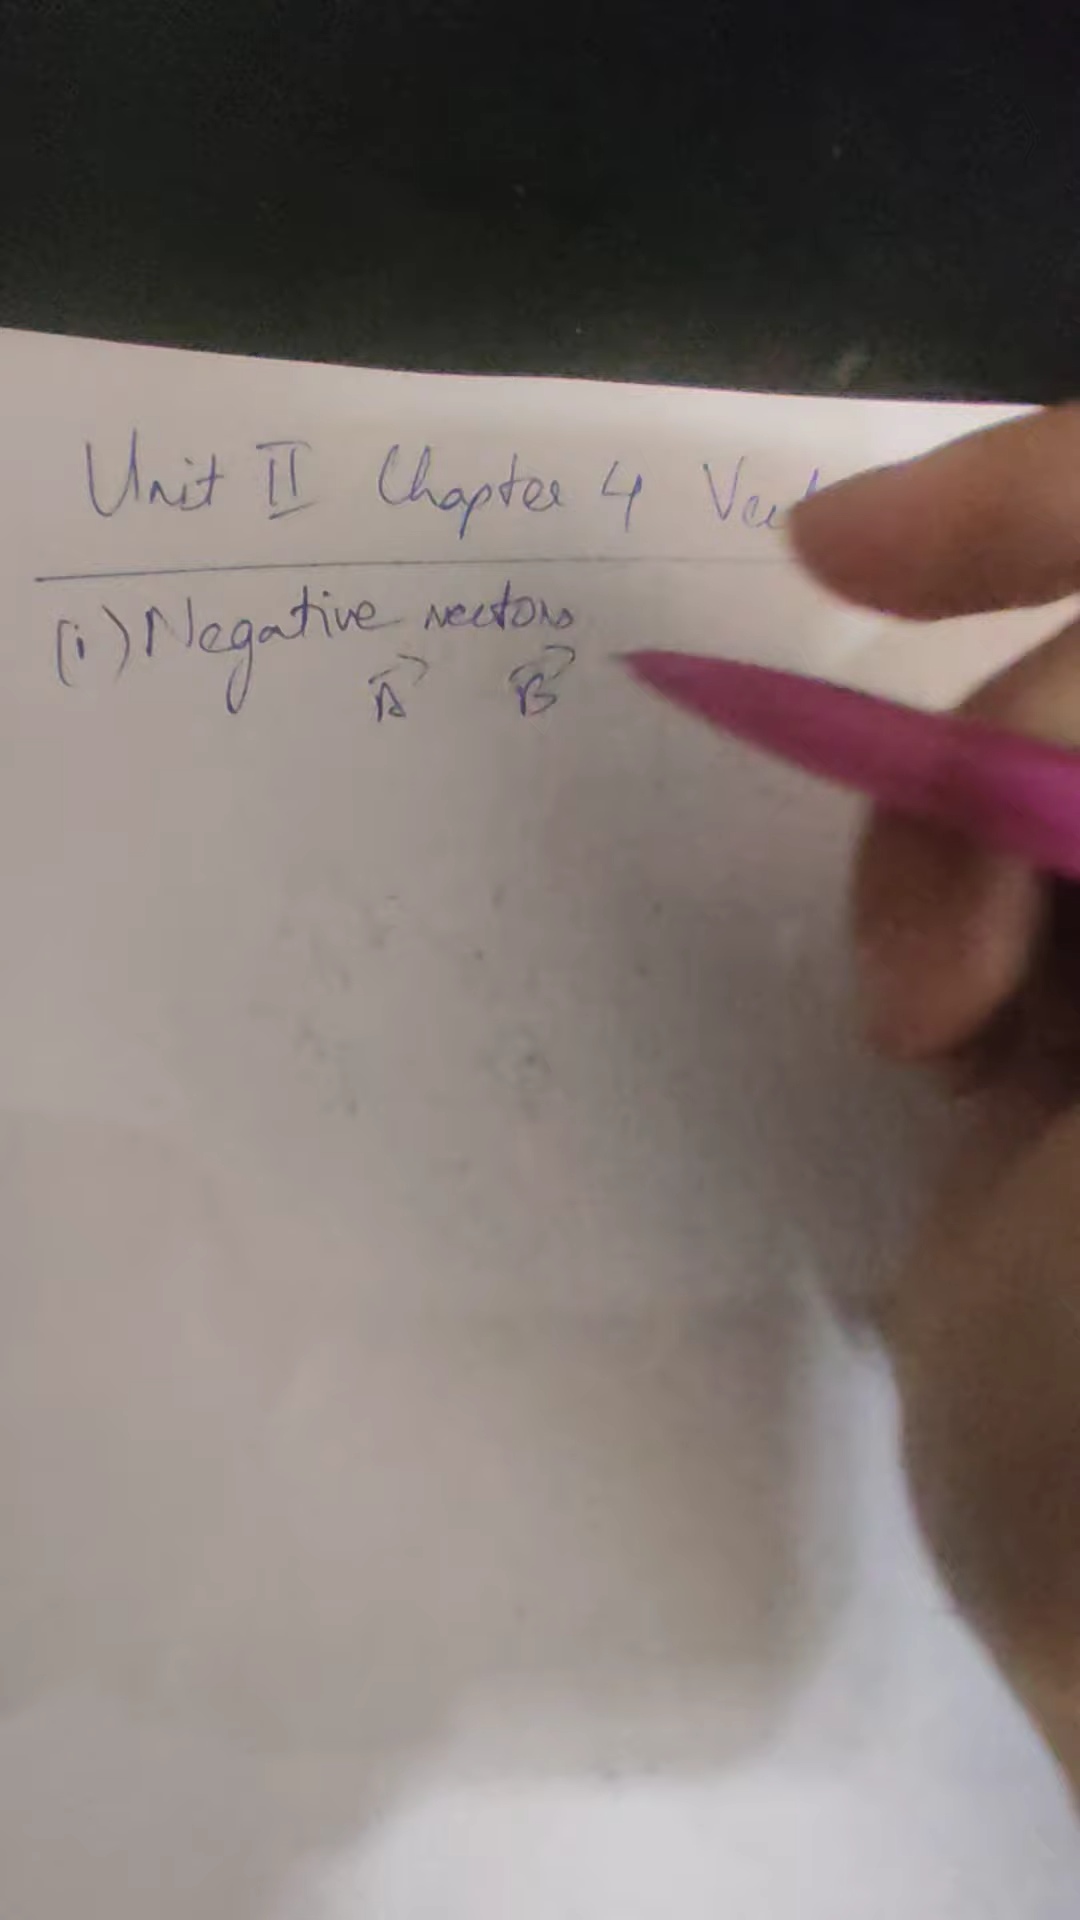 Unit II Chapter 4
(i) Negative vectors
A⃗ B⃗